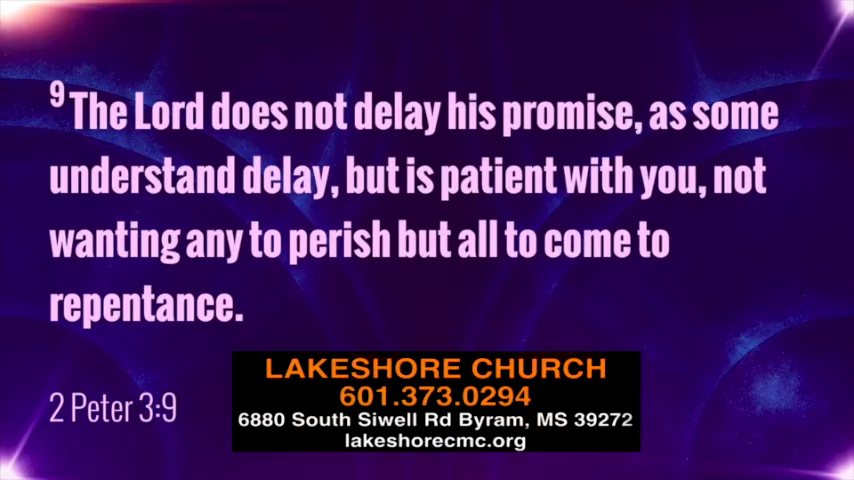 9 The Lord does not delay his promise, as some
understand delay, but is patient with you, not
wanting any to perish but all to come to
repentance.
2 Peter 3:9
LAKESHORE CHURCH
601.373.0294
6880 South Siwell Rd Byram, MS 39272
lakeshorecmc.org